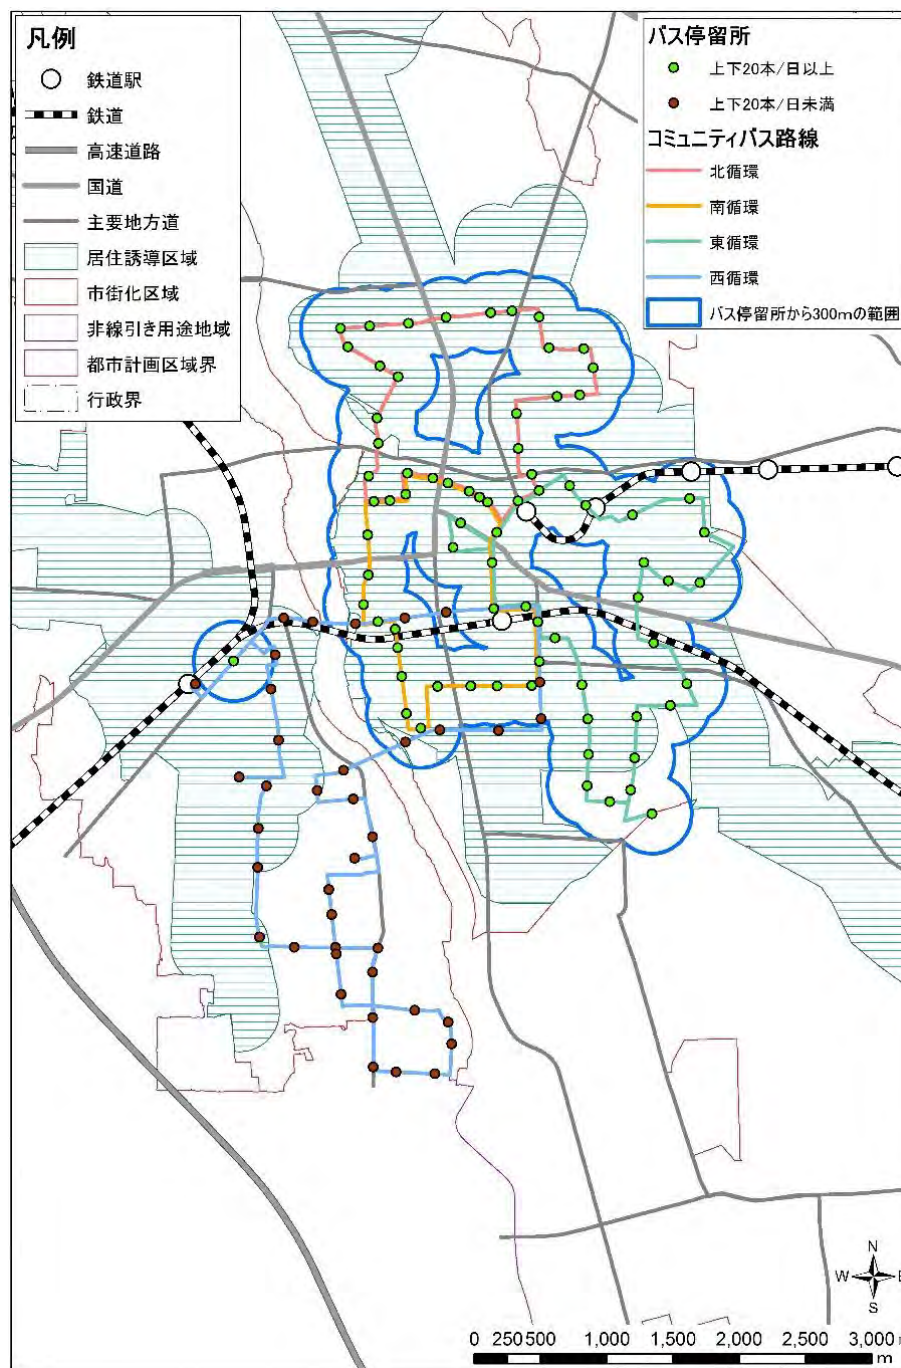 凡例
鉄道駅
鉄道
高速道路
国道
主要地方道
居住誘導区域
市街化区域
非線引き用途地域
都市計画区域界
行政界
バス停留所
上下20本/日以上
上下20本/日未満
コミュニティバス路線
北循環
南循環
東循環
西循環
バス停留所から300mの範囲
N
W
E
S
0 250 500 1,000 1,500 2,000 2,500 3,000
m